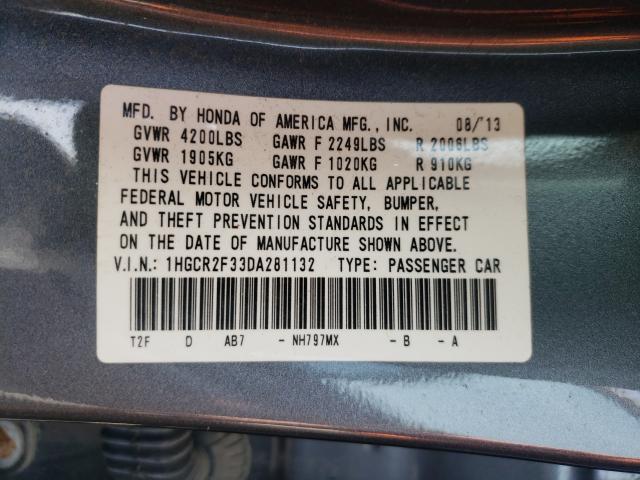 MFD. BY HONDA OF AMERICA MFG., INC. 08/'13
GVWR 4200LBS GAWR F 2249LBS R 2006LBS
GVWR 1905KG GAWR F 1020KG R 910KG
THIS VEHICLE CONFORMS TO ALL APPLICABLE
FEDERAL MOTOR VEHICLE SAFETY, BUMPER,
AND THEFT PREVENTION STANDARDS IN EFFECT
ON THE DATE OF MANUFACTURE SHOWN ABOVE.
V.I.N.: 1HGCR2F33DA281132 TYPE: PASSENGER CAR
T2F D AB7 - NH797MX - B - A